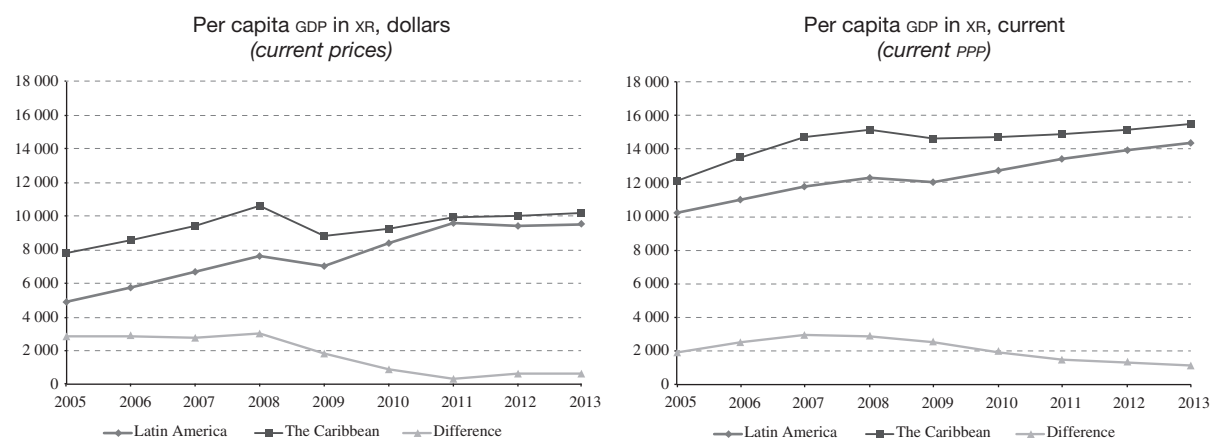 Per capita GDP in XR, dollars
(current prices)
18 000
16 000
14 000
12 000
10 000
8 000
6 000
4 000
2 000
0
2005 2006 2007 2008 2009 2010 2011 2012 2013
Latin America The Caribbean Difference
Per capita GDP in XR, current
(current PPP)
18 000
16 000
14 000
12 000
10 000
8 000
6 000
4 000
2 000
0
2005 2006 2007 2008 2009 2010 2011 2012 2013
Latin America The Caribbean Difference